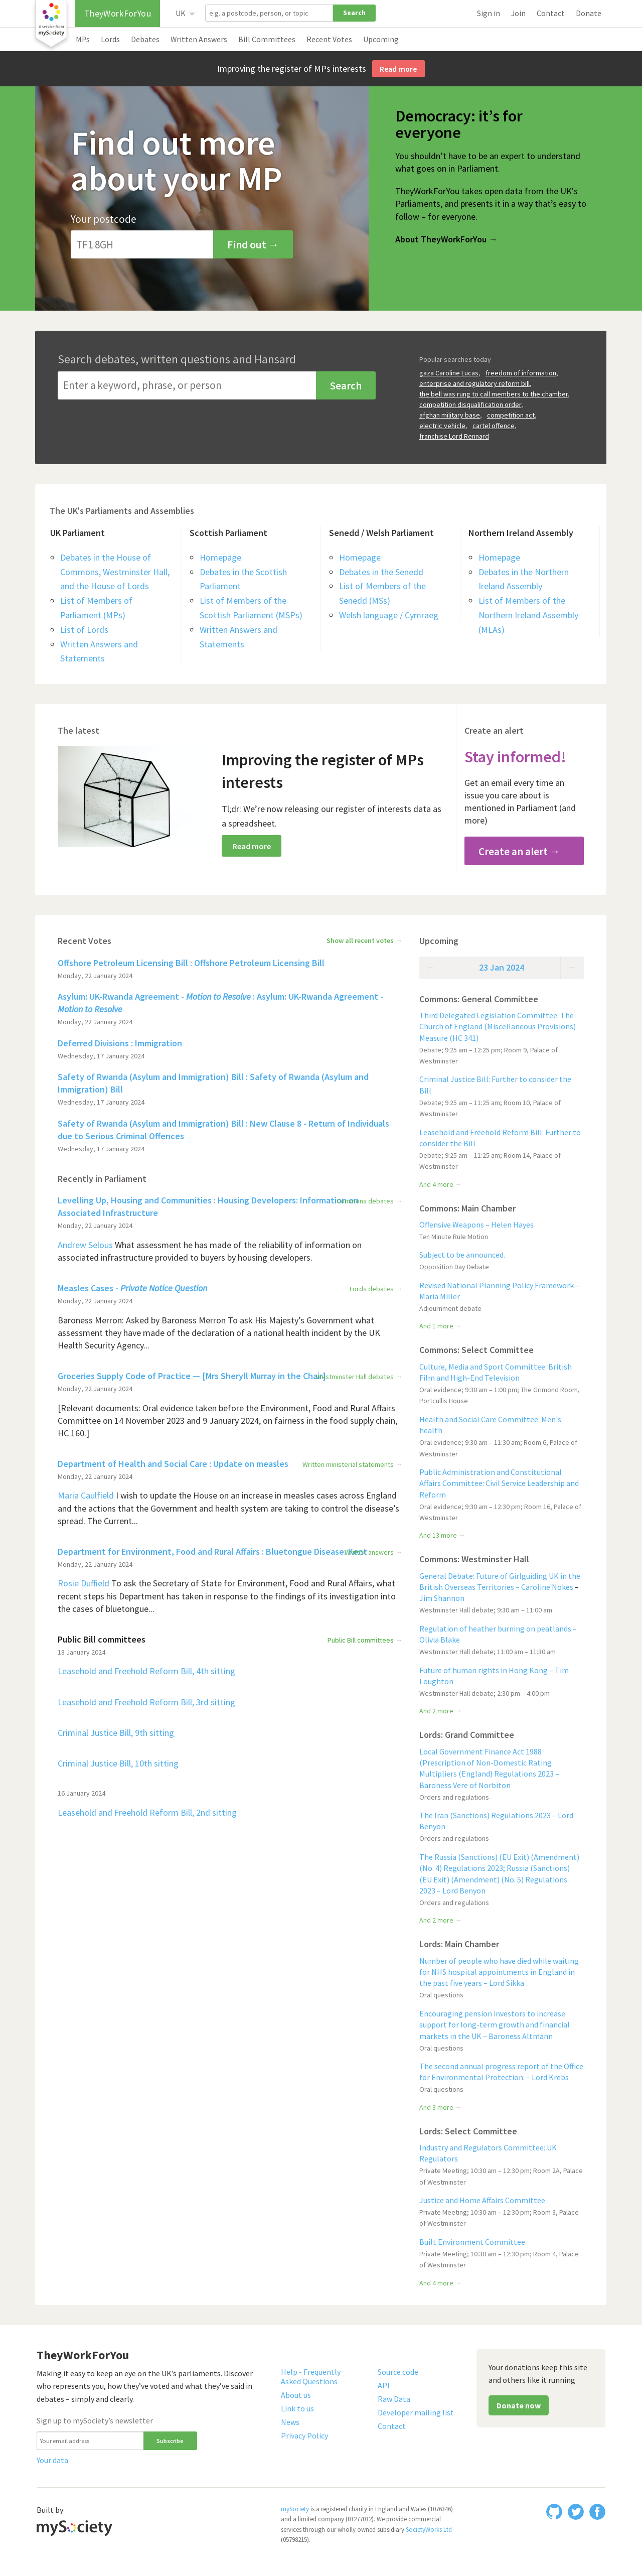 a service from
mySociety
TheyWorkForYou
UK
e.g. a postcode, person, or topic
Search
Sign in
Join
Contact
Donate
MPs
Lords
Debates
Written Answers
Bill Committees
Recent Votes
Upcoming
Improving the register of MPs interests
Read more
Find out more
about your MP
Your postcode
TF1 8GH
Find out →
Democracy: it's for
everyone
You shouldn't have to be an expert to understand
what goes on in Parliament.
TheyWorkForYou takes open data from the UK's
Parliaments, and presents it in a way that's easy to
follow – for everyone.
About TheyWorkForYou →
Search debates, written questions and Hansard
Enter a keyword, phrase, or person
Search
Popular searches today
gaza Caroline Lucas, freedom of information,
enterprise and regulatory reform bill,
the bell was rung to call members to the chamber,
competition disqualification order,
afghan military base, competition act,
electric vehicle, cartel offence,
franchise Lord Rennard
The UK's Parliaments and Assemblies
UK Parliament
Debates in the House of
Commons, Westminster Hall,
and the House of Lords
List of Members of
Parliament (MPs)
List of Lords
Written Answers and
Statements
Scottish Parliament
Homepage
Debates in the Scottish
Parliament
List of Members of the
Scottish Parliament (MSPs)
Written Answers and
Statements
Senedd / Welsh Parliament
Homepage
Debates in the Senedd
List of Members of the
Senedd (MSs)
Welsh language / Cymraeg
Northern Ireland Assembly
Homepage
Debates in the Northern
Ireland Assembly
List of Members of the
Northern Ireland Assembly
(MLAs)
The latest
Improving the register of MPs
interests
Tl;dr: We're now releasing our register of interests data as
a spreadsheet.
Read more
Create an alert
Stay informed!
Get an email every time an
issue you care about is
mentioned in Parliament (and
more)
Create an alert →
Recent Votes
Show all recent votes →
Offshore Petroleum Licensing Bill : Offshore Petroleum Licensing Bill
Monday, 22 January 2024
Asylum: UK-Rwanda Agreement - Motion to Resolve : Asylum: UK-Rwanda Agreement -
Motion to Resolve
Monday, 22 January 2024
Deferred Divisions : Immigration
Wednesday, 17 January 2024
Safety of Rwanda (Asylum and Immigration) Bill : Safety of Rwanda (Asylum and
Immigration) Bill
Wednesday, 17 January 2024
Safety of Rwanda (Asylum and Immigration) Bill : New Clause 8 - Return of Individuals
due to Serious Criminal Offences
Wednesday, 17 January 2024
Recently in Parliament
Levelling Up, Housing and Communities : Housing Developers: Information on
Associated Infrastructure
debates →
Monday, 22 January 2024
Andrew Selous What assessment he has made of the reliability of information on
associated infrastructure provided to buyers by housing developers.
Measles Cases - Private Notice Question
Lords debates →
Monday, 22 January 2024
Baroness Merron: Asked by Baroness Merron To ask His Majesty's Government what
assessment they have made of the declaration of a national health incident by the UK
Health Security Agency...
Groceries Supply Code of Practice — [Mrs Sheryll Murray in the Chair]
Westminster Hall debates →
Monday, 22 January 2024
[Relevant documents: Oral evidence taken before the Environment, Food and Rural Affairs
Committee on 14 November 2023 and 9 January 2024, on fairness in the food supply chain,
HC 160.]
Department of Health and Social Care : Update on measles
Written ministerial statements →
Monday, 22 January 2024
Maria Caulfield I wish to update the House on an increase in measles cases across England
and the actions that the Government and health system are taking to control the disease's
spread. The Current...
Department for Environment, Food and Rural Affairs : Bluetongue Disease: Kent
answers →
Monday, 22 January 2024
Rosie Duffield To ask the Secretary of State for Environment, Food and Rural Affairs, what
recent steps his Department has taken in response to the findings of its investigation into
the cases of bluetongue...
Public Bill committees
Public Bill committees →
18 January 2024
Leasehold and Freehold Reform Bill, 4th sitting
Leasehold and Freehold Reform Bill, 3rd sitting
Criminal Justice Bill, 9th sitting
Criminal Justice Bill, 10th sitting
16 January 2024
Leasehold and Freehold Reform Bill, 2nd sitting
Upcoming
← 23 Jan 2024 →
Commons: General Committee
Third Delegated Legislation Committee: The
Church of England (Miscellaneous Provisions)
Measure (HC 341)
Debate; 9:25 am – 12:25 pm; Room 9, Palace of
Westminster
Criminal Justice Bill: Further to consider the
Bill
Debate; 9:25 am – 11:25 am; Room 10, Palace of
Westminster
Leasehold and Freehold Reform Bill: Further to
consider the Bill
Debate; 9:25 am – 11:25 am; Room 14, Palace of
Westminster
And 4 more →
Commons: Main Chamber
Offensive Weapons – Helen Hayes
Ten Minute Rule Motion
Subject to be announced.
Opposition Day Debate
Revised National Planning Policy Framework –
Maria Miller
Adjournment debate
And 1 more →
Commons: Select Committee
Culture, Media and Sport Committee: British
Film and High-End Television
Oral evidence; 9:30 am – 1:00 pm; The Grimond Room,
Portcullis House
Health and Social Care Committee: Men's
health
Oral evidence; 9:30 am – 11:30 am; Room 6, Palace of
Westminster
Public Administration and Constitutional
Affairs Committee: Civil Service Leadership and
Reform
Oral evidence; 9:30 am – 12:30 pm; Room 16, Palace of
Westminster
And 13 more →
Commons: Westminster Hall
General Debate: Future of Girlguiding UK in the
British Overseas Territories – Caroline Nokes –
Jim Shannon
Westminster Hall debate; 9:30 am – 11:00 am
Regulation of heather burning on peatlands –
Olivia Blake
Westminster Hall debate; 11:00 am – 11:30 am
Future of human rights in Hong Kong – Tim
Loughton
Westminster Hall debate; 2:30 pm – 4:00 pm
And 2 more →
Lords: Grand Committee
Local Government Finance Act 1988
(Prescription of Non-Domestic Rating
Multipliers (England) Regulations 2023 –
Baroness Vere of Norbiton
Orders and regulations
The Iran (Sanctions) Regulations 2023 – Lord
Benyon
Orders and regulations
The Russia (Sanctions) (EU Exit) (Amendment)
(No. 4) Regulations 2023; Russia (Sanctions)
(EU Exit) (Amendment) (No. 5) Regulations
2023 – Lord Benyon
Orders and regulations
And 2 more →
Lords: Main Chamber
Number of people who have died while waiting
for NHS hospital appointments in England in
the past five years – Lord Sikka
Oral questions
Encouraging pension investors to increase
support for long-term growth and financial
markets in the UK – Baroness Altmann
Oral questions
The second annual progress report of the Office
for Environmental Protection. – Lord Krebs
Oral questions
And 3 more →
Lords: Select Committee
Industry and Regulators Committee: UK
Regulators
Private Meeting; 10:30 am – 12:30 pm; Room 2A, Palace
of Westminster
Justice and Home Affairs Committee
Private Meeting; 10:30 am – 12:30 pm; Room 3, Palace
of Westminster
Built Environment Committee
Private Meeting; 10:30 am – 12:30 pm; Room 4, Palace
of Westminster
And 4 more →
TheyWorkForYou
Making it easy to keep an eye on the UK's parliaments. Discover
who represents you, how they've voted and what they've said in
debates – simply and clearly.
Sign up to mySociety's newsletter
Your email address
Subscribe
Your data
Help - Frequently
Asked Questions
About us
Link to us
News
Privacy Policy
Source code
API
Raw Data
Developer mailing list
Contact
Your donations keep this site
and others like it running
Donate now
Built by
mySociety
mySociety is a registered charity in England and Wales (1076346)
and a limited company (03277032). We provide commercial
services through our wholly owned subsidiary SocietyWorks Ltd
(05798215).